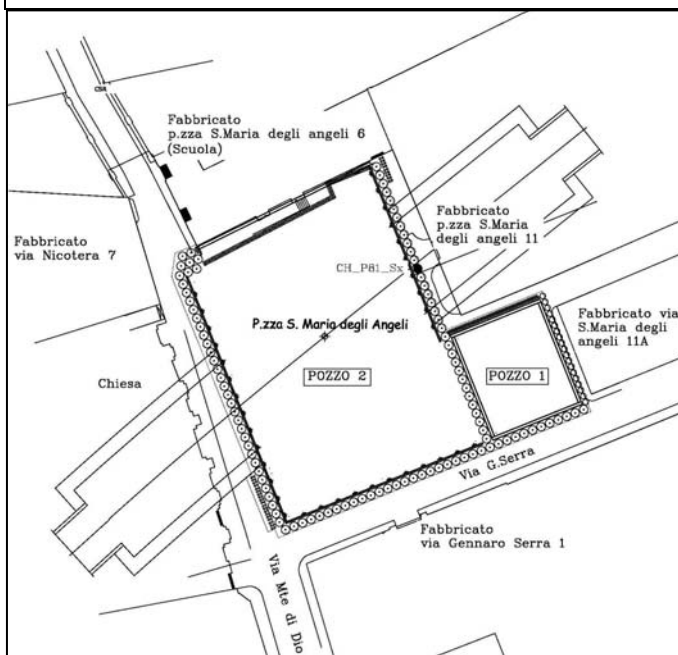 CSA
Fabbricato
p.zza S.Maria degli angeli 6
(Scuola)
Fabbricato
via Nicotera 7
Fabbricato
p.zza S.Maria
degli angeli 11
CH_P81_Sx
P.zza S. Maria degli Angeli
Fabbricato via
S.Maria degli
angeli 11A
POZZO 2
POZZO 1
Chiesa
Via G.Serra
Fabbricato
via Gennaro Serra 1
Via Mte di Dio